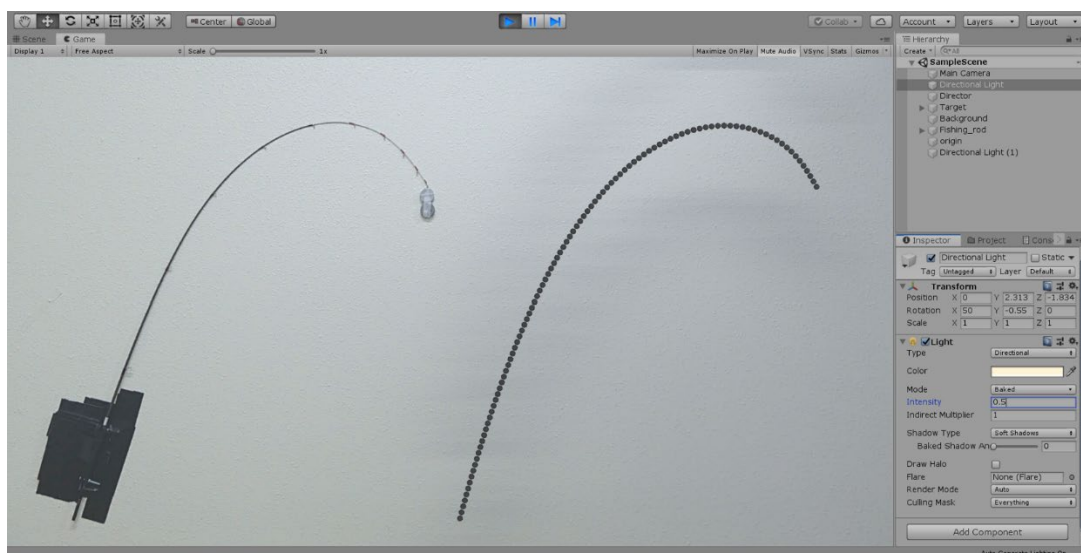 Center Global Collab Account Layers Layout
Scene Game
Display 1 Free Aspect Scale 1x Maximize On Play Mute Audio VSync Stats Gizmos
Hierarchy
Create All
SampleScene
Main Camera
Directional Light
Director
Target
Background
Fishing_rod
origin
Directional Light (1)
Inspector Project Cons
Directional Light Static
Tag Untagged Layer Default
Transform
Position X 0 Y 2.313 Z -1.834
Rotation X 50 Y -0.55 Z 0
Scale X 1 Y 1 Z 1
Light
Type Directional
Color
Mode Baked
Intensity 0.5
Indirect Multiplier 1
Shadow Type Soft Shadows
Baked Shadow An 0
Draw Halo
Flare None (Flare)
Render Mode Auto
Culling Mask Everything
Add Component